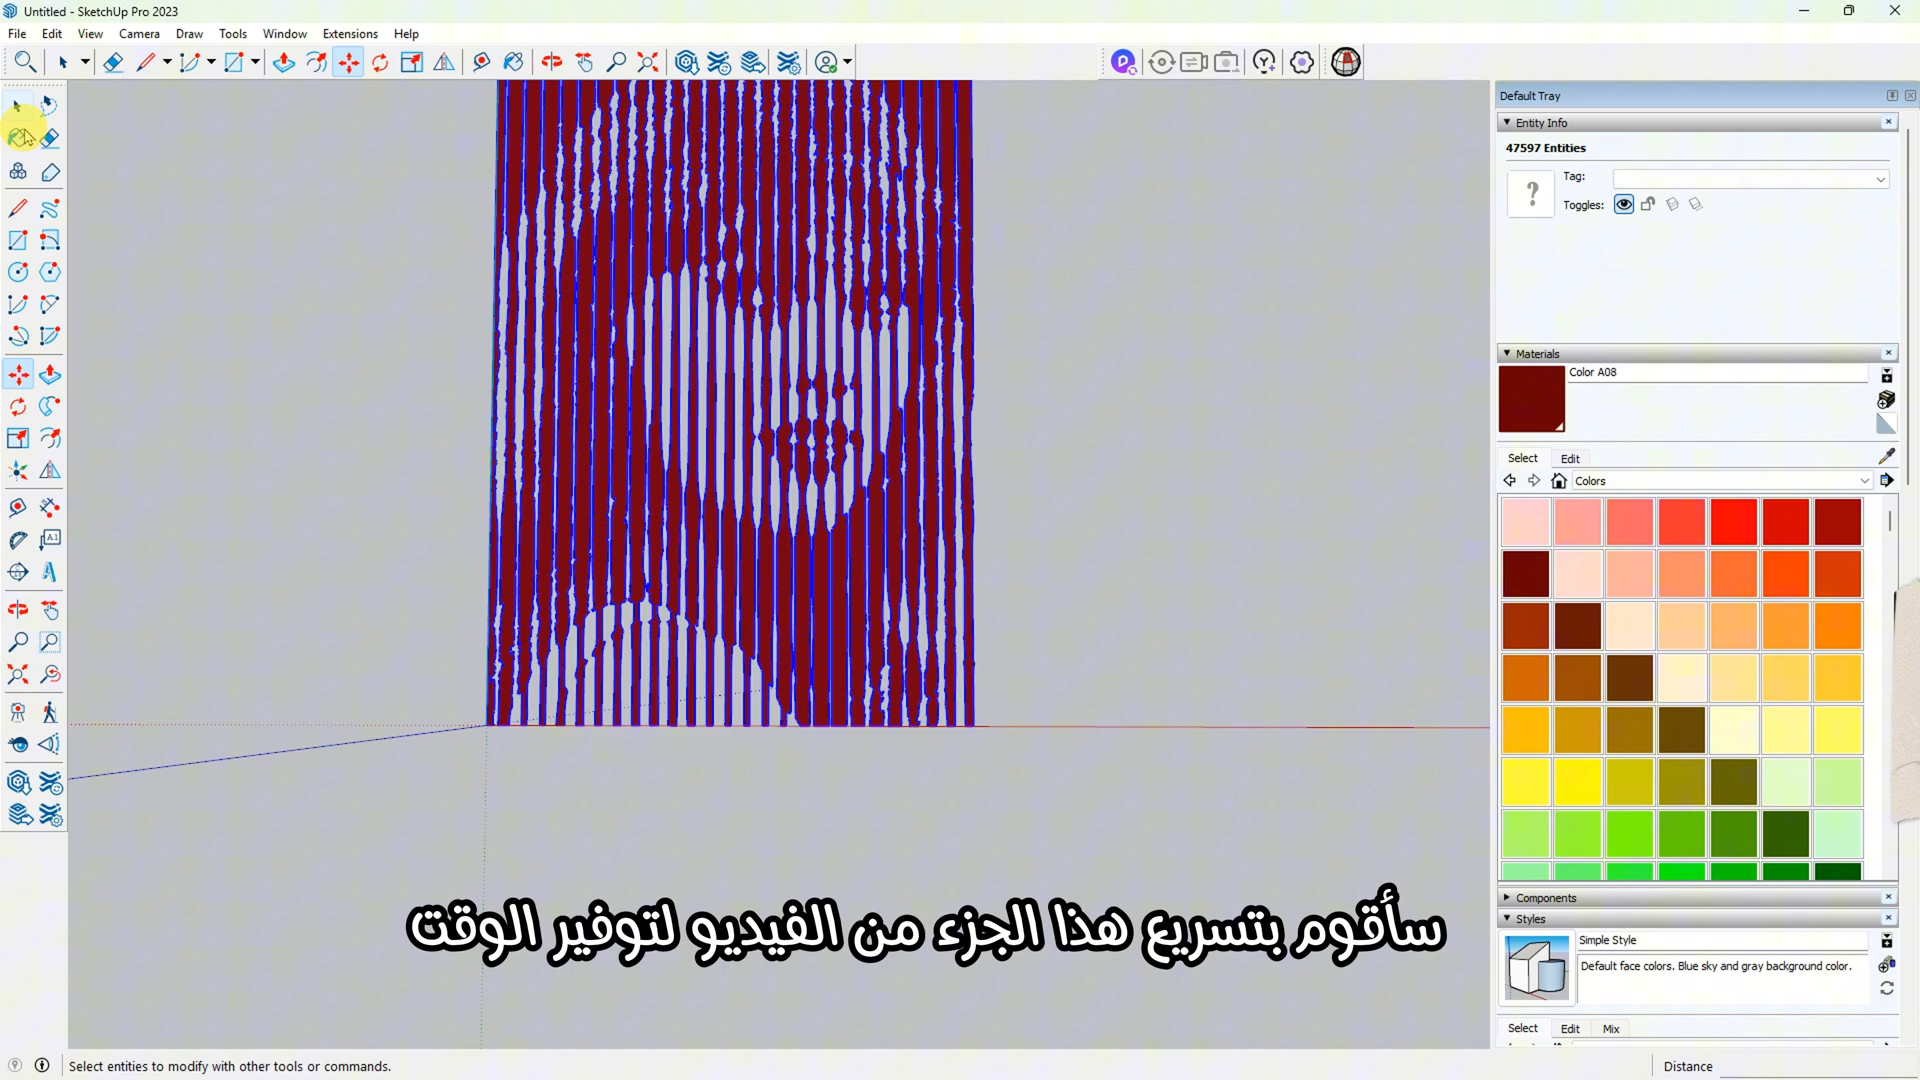 Untitled - SketchUp Pro 2023
File Edit View Camera Draw Tools Window Extensions Help
Default Tray
Entity Info
47597 Entities
Tag:
Toggles:
Materials
Color A08
Select Edit
Colors
Components
Styles
Simple Style
Default face colors. Blue sky and gray background color.
Select Edit Mix
سأقوم بتسريع هذا الجزء من الفيديو لتوفير الوقت
Select entities to modify with other tools or commands.
Distance